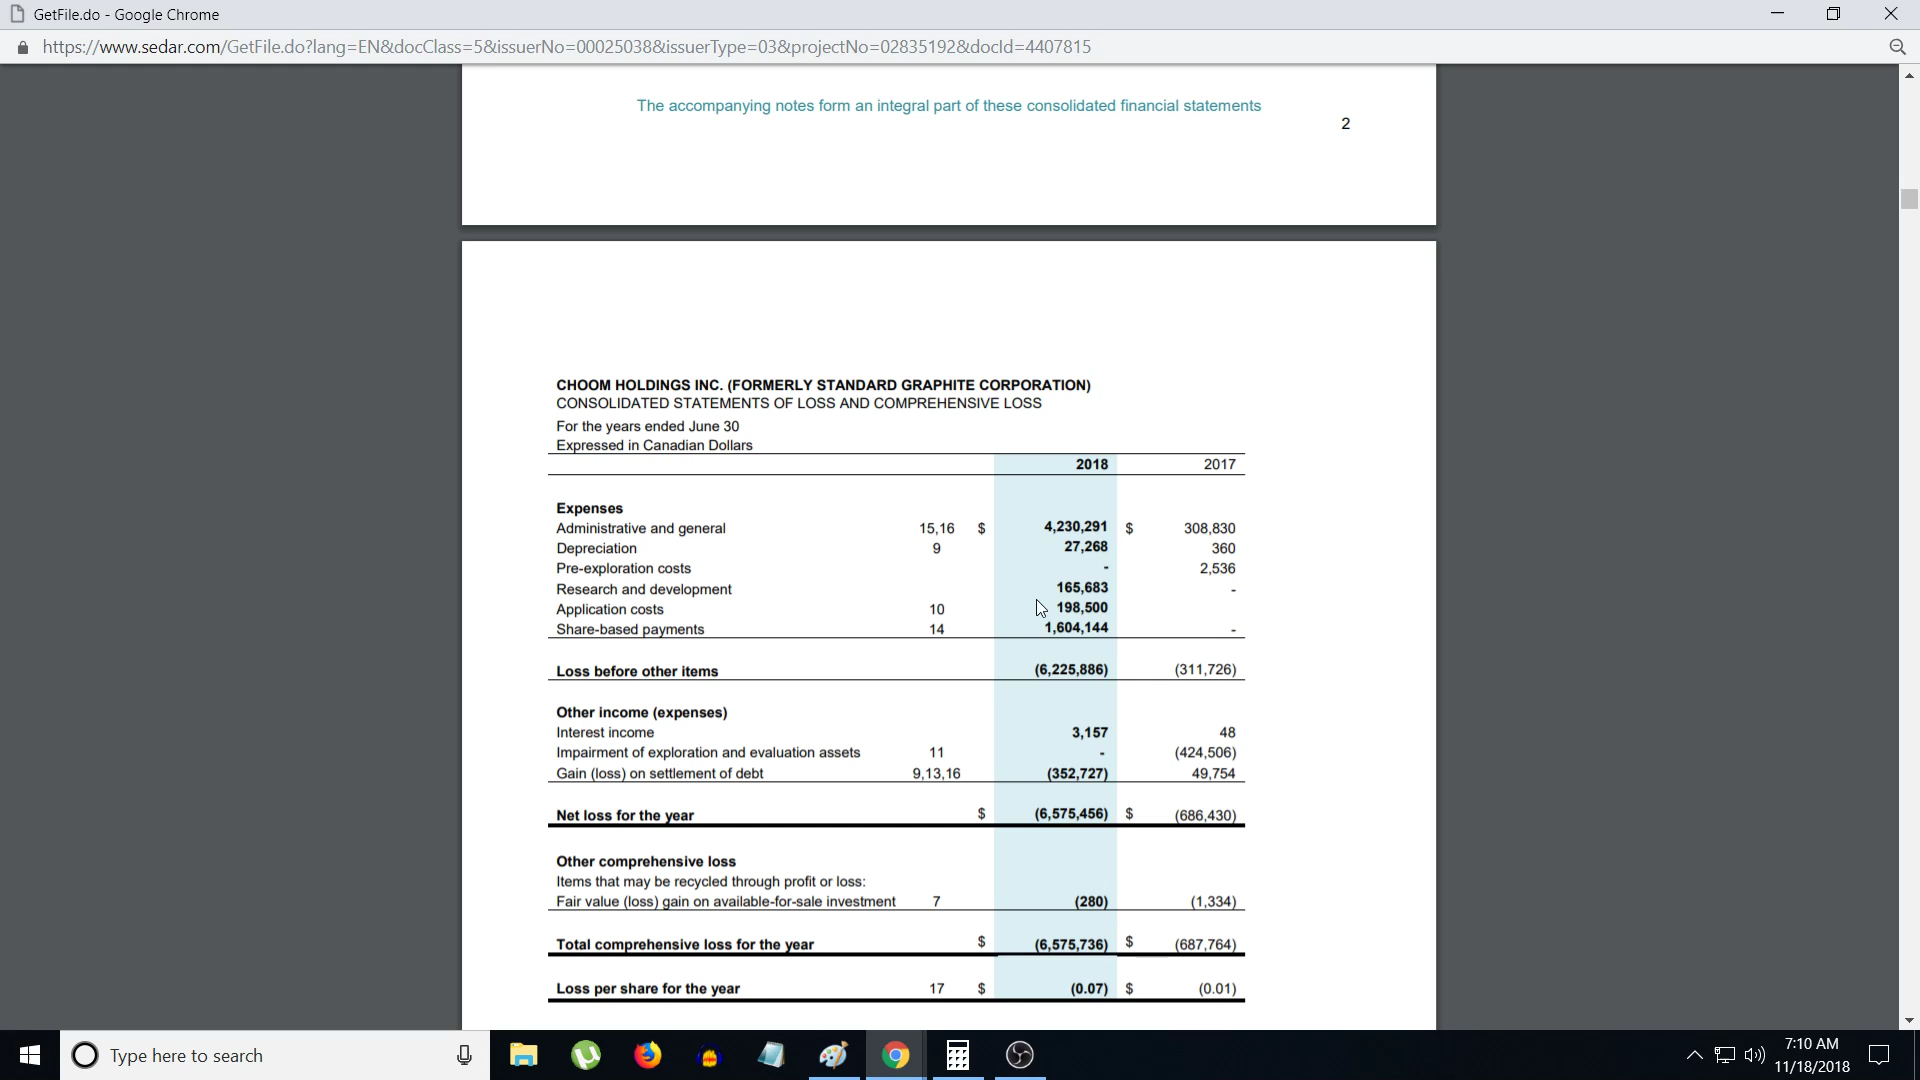 GetFile.do - Google Chrome
https://www.sedar.com/GetFile.do?lang=EN&docClass=5&issuerNo=00025038&issuerType=03&projectNo=02835192&docId=4407815
The accompanying notes form an integral part of these consolidated financial statements
2
CHOOM HOLDINGS INC. (FORMERLY STANDARD GRAPHITE CORPORATION)
CONSOLIDATED STATEMENTS OF LOSS AND COMPREHENSIVE LOSS
For the years ended June 30
Expressed in Canadian Dollars
2018 2017
Expenses
Administrative and general 15,16 $ 4,230,291 $ 308,830
Depreciation 9 27,268 360
Pre-exploration costs - 2,536
Research and development 165,683 -
Application costs 10 198,500
Share-based payments 14 1,604,144 -
Loss before other items (6,225,886) (311,726)
Other income (expenses)
Interest income 3,157 48
Impairment of exploration and evaluation assets 11 - (424,506)
Gain (loss) on settlement of debt 9,13,16 (352,727) 49,754
Net loss for the year $ (6,575,456) $ (686,430)
Other comprehensive loss
Items that may be recycled through profit or loss:
Fair value (loss) gain on available-for-sale investment 7 (280) (1,334)
Total comprehensive loss for the year $ (6,575,736) $ (687,764)
Loss per share for the year 17 $ (0.07) $ (0.01)
Type here to search
7:10 AM
11/18/2018